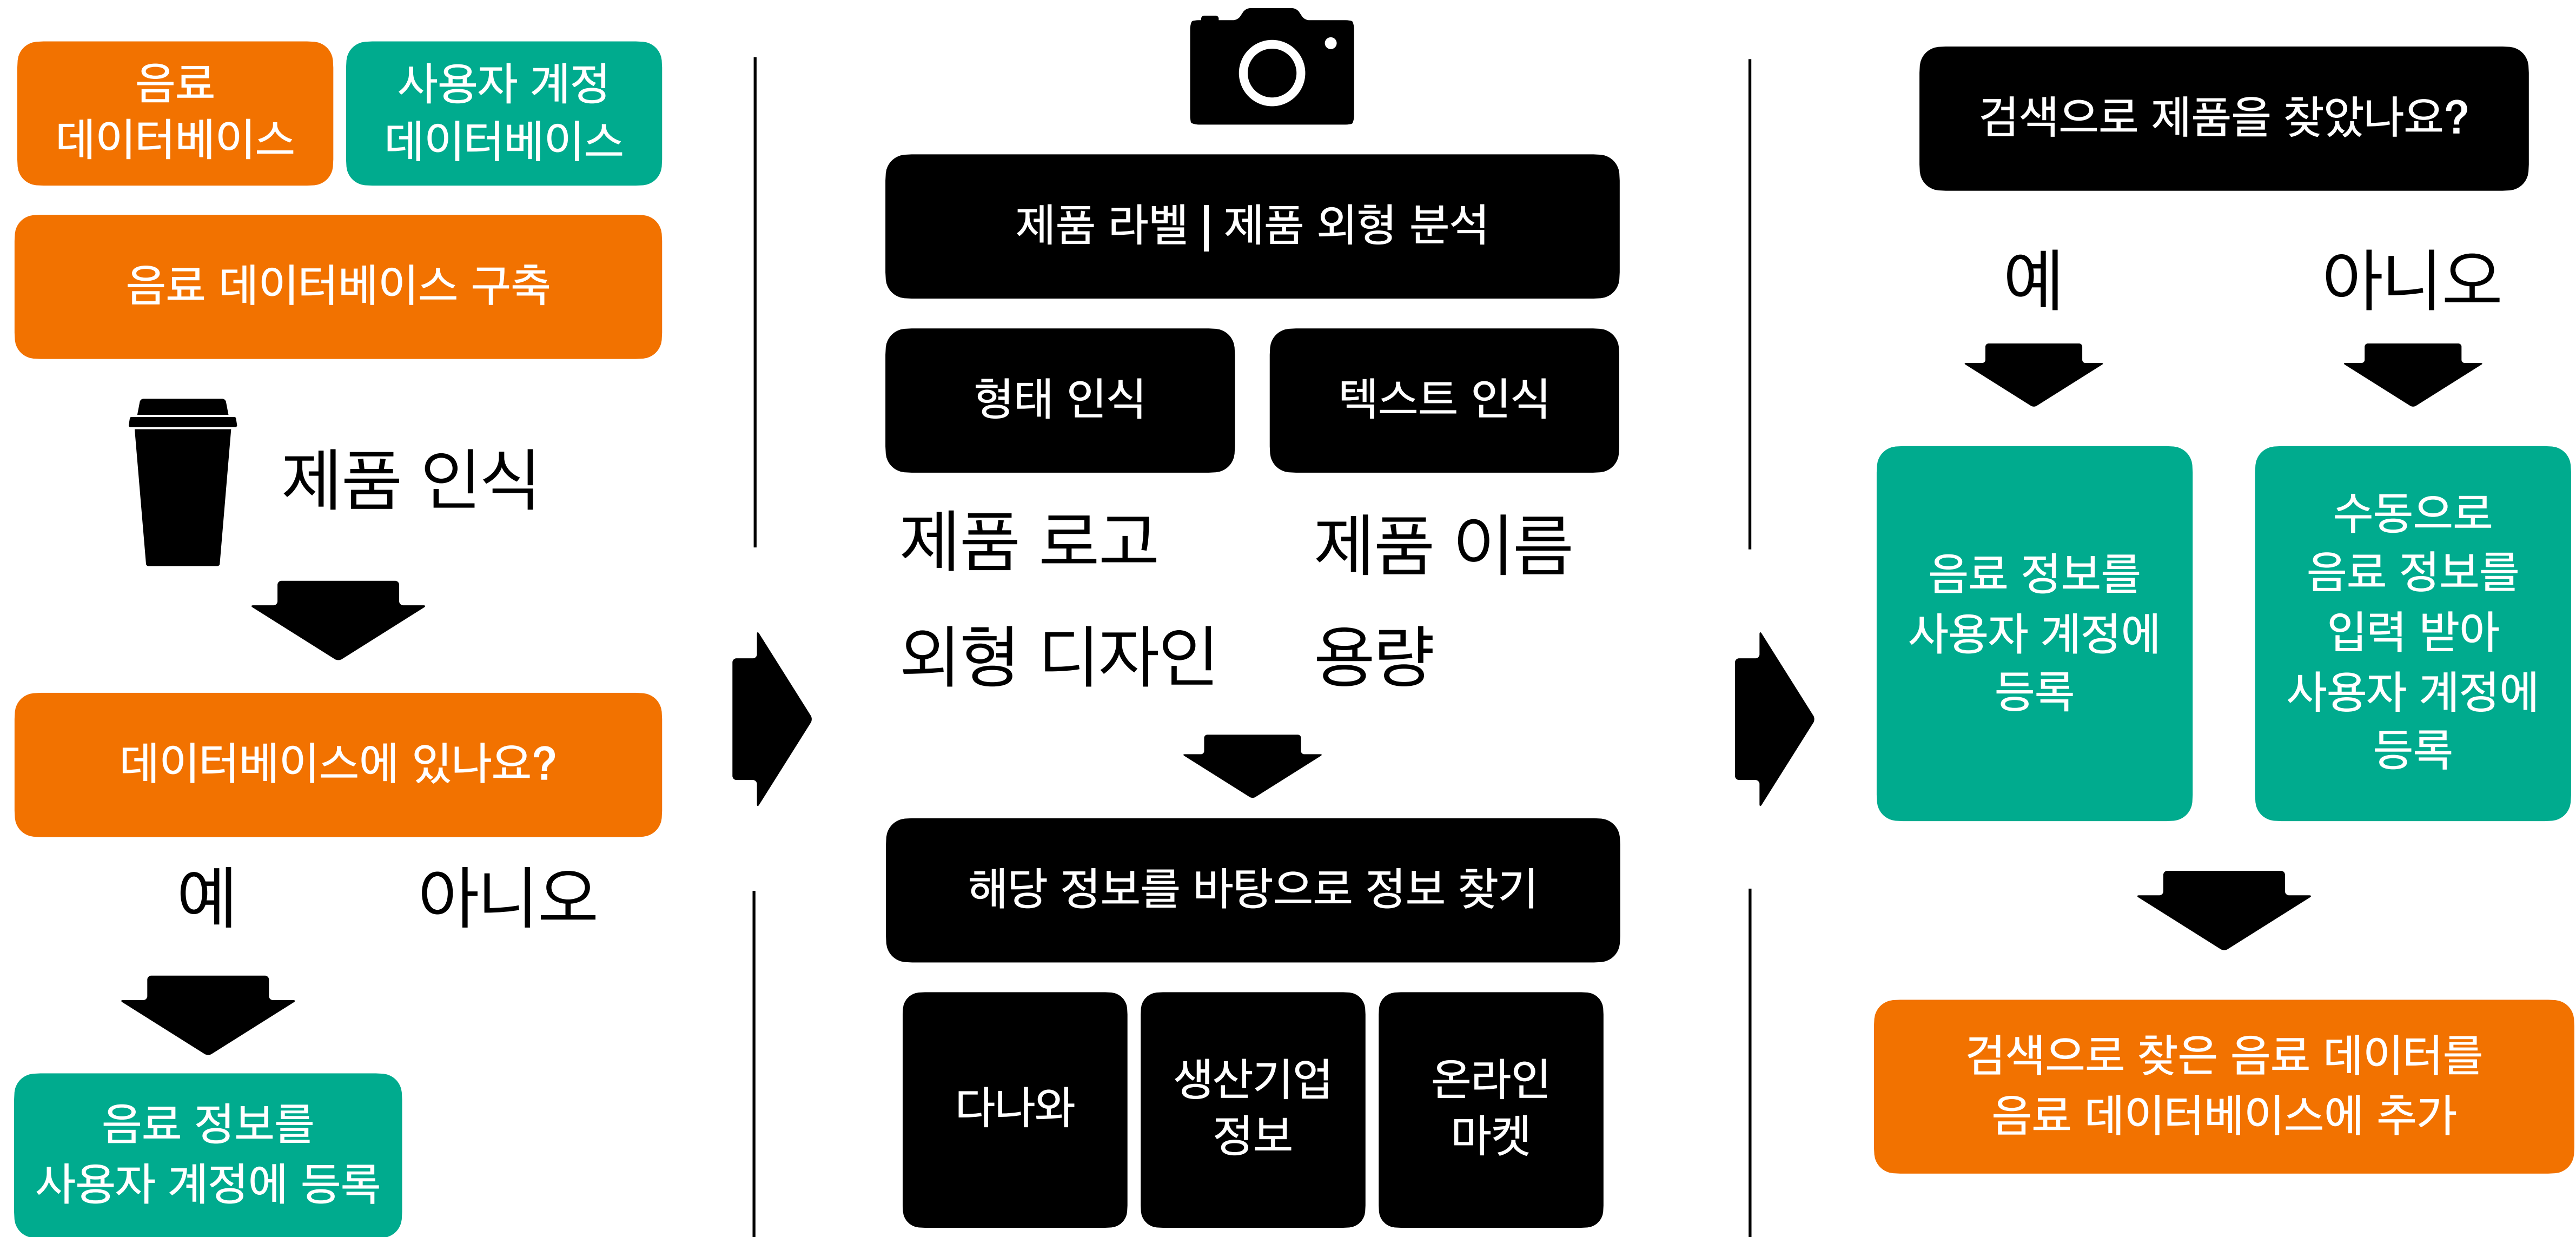 음료
데이터베이스
사용자 계정
데이터베이스
음료 데이터베이스 구축
제품 인식
데이터베이스에 있나요?
예
아니오
음료 정보를
사용자 계정에 등록
제품 라벨 | 제품 외형 분석
형태 인식
텍스트 인식
제품 로고
제품 이름
외형 디자인
용량
해당 정보를 바탕으로 정보 찾기
다나와
생산기업
정보
온라인
마켓
검색으로 제품을 찾았나요?
예
아니오
음료 정보를
사용자 계정에
등록
수동으로
음료 정보를
입력 받아
사용자 계정에
등록
검색으로 찾은 음료 데이터를
음료 데이터베이스에 추가